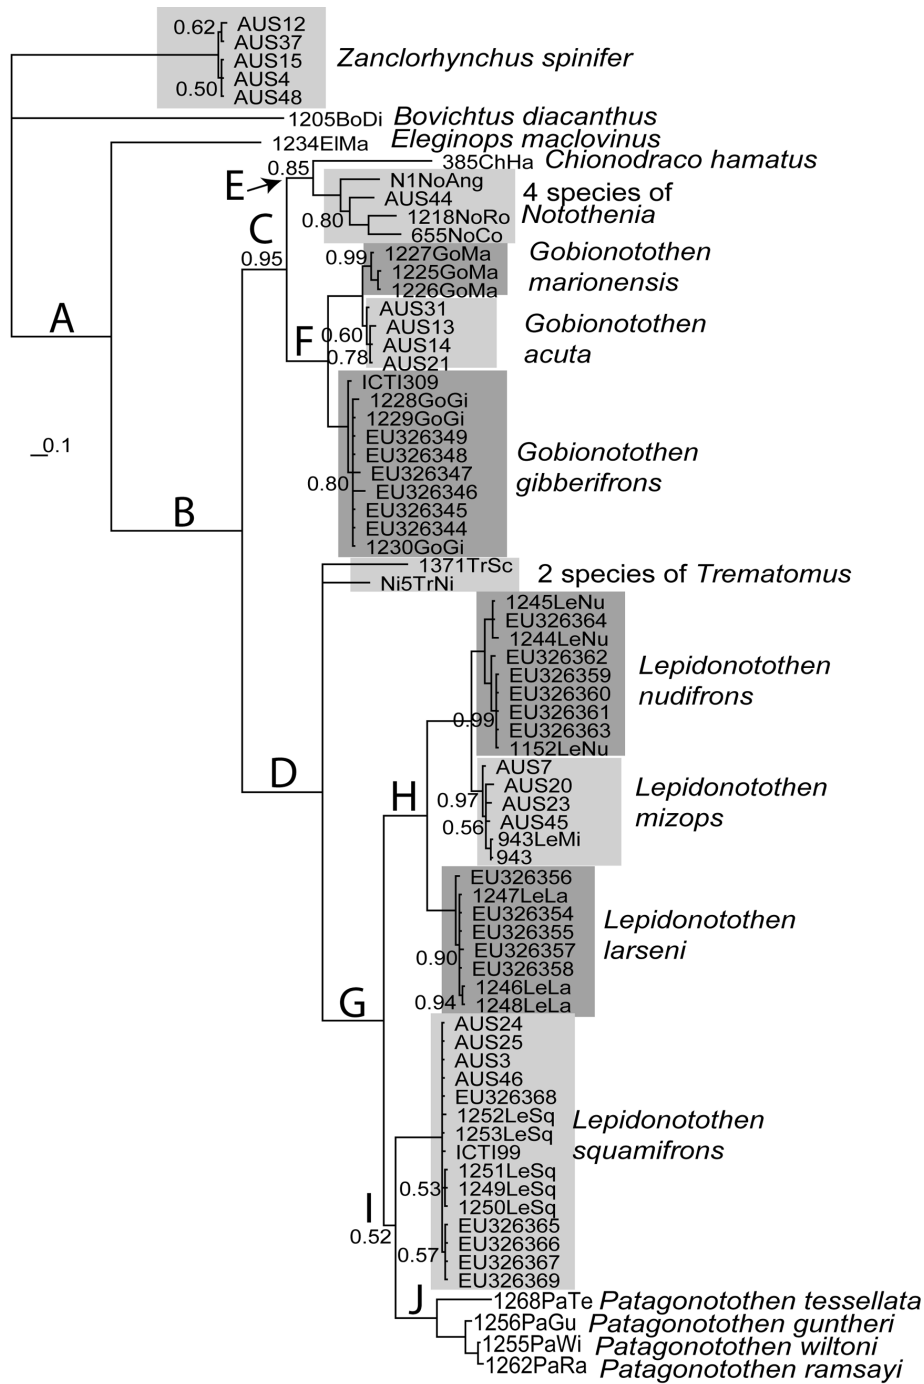 0.62
AUS12
AUS37
AUS15
AUS4
AUS48
0.50
Zanclorhynchus spinifer
1205BoDi Bovichtus diacanthus
1234ElMa Eleginops maclovinus
385ChHa Chionodraco hamatus
0.85
E
N1NoAng
AUS44
1218NoRo
655NoCo
0.80
4 species of
Notothenia
C
0.95
0.99
1227GoMa
1225GoMa
1226GoMa
Gobionotothen
marionensis
A
F
AUS31
AUS13
AUS14
AUS21
0.60
0.78
Gobionotothen
acuta
ICTI309
1228GoGi
1229GoGi
EU326349
EU326348
EU326347
EU326346
EU326345
EU326344
1230GoGi
0.80
Gobionotothen
gibberifrons
0.1
B
1371TrSc
Ni5TrNi
2 species of Trematomus
1245LeNu
EU326364
1244LeNu
EU326362
EU326359
EU326360
EU326361
EU326363
1152LeNu
0.99
Lepidonotothen
nudifrons
D
H
AUS7
AUS20
AUS23
AUS45
943LeMi
943
0.97
0.56
Lepidonotothen
mizops
EU326356
1247LeLa
EU326354
EU326355
EU326357
EU326358
1246LeLa
1248LeLa
0.90
0.94
Lepidonotothen
larseni
G
AUS24
AUS25
AUS3
AUS46
EU326368
1252LeSq
1253LeSq
ICTI99
1251LeSq
1249LeSq
1250LeSq
EU326365
EU326366
EU326367
EU326369
0.53
0.57
Lepidonotothen
squamifrons
I
0.52
J
1268PaTe Patagonotothen tessellata
1256PaGu Patagonotothen guntheri
1255PaWi Patagonotothen wiltoni
1262PaRa Patagonotothen ramsayi